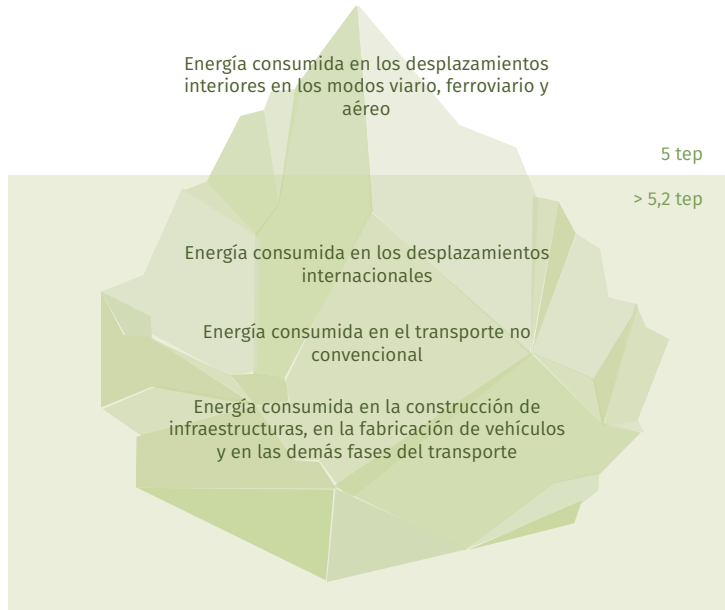 Energía consumida en los desplazamientos
interiores en los modos viario, ferroviario y
aéreo
5 tep
> 5,2 tep
Energía consumida en los desplazamientos
internacionales
Energía consumida en el transporte no
convencional
Energía consumida en la construcción de
infraestructuras, en la fabricación de vehículos
y en las demás fases del transporte